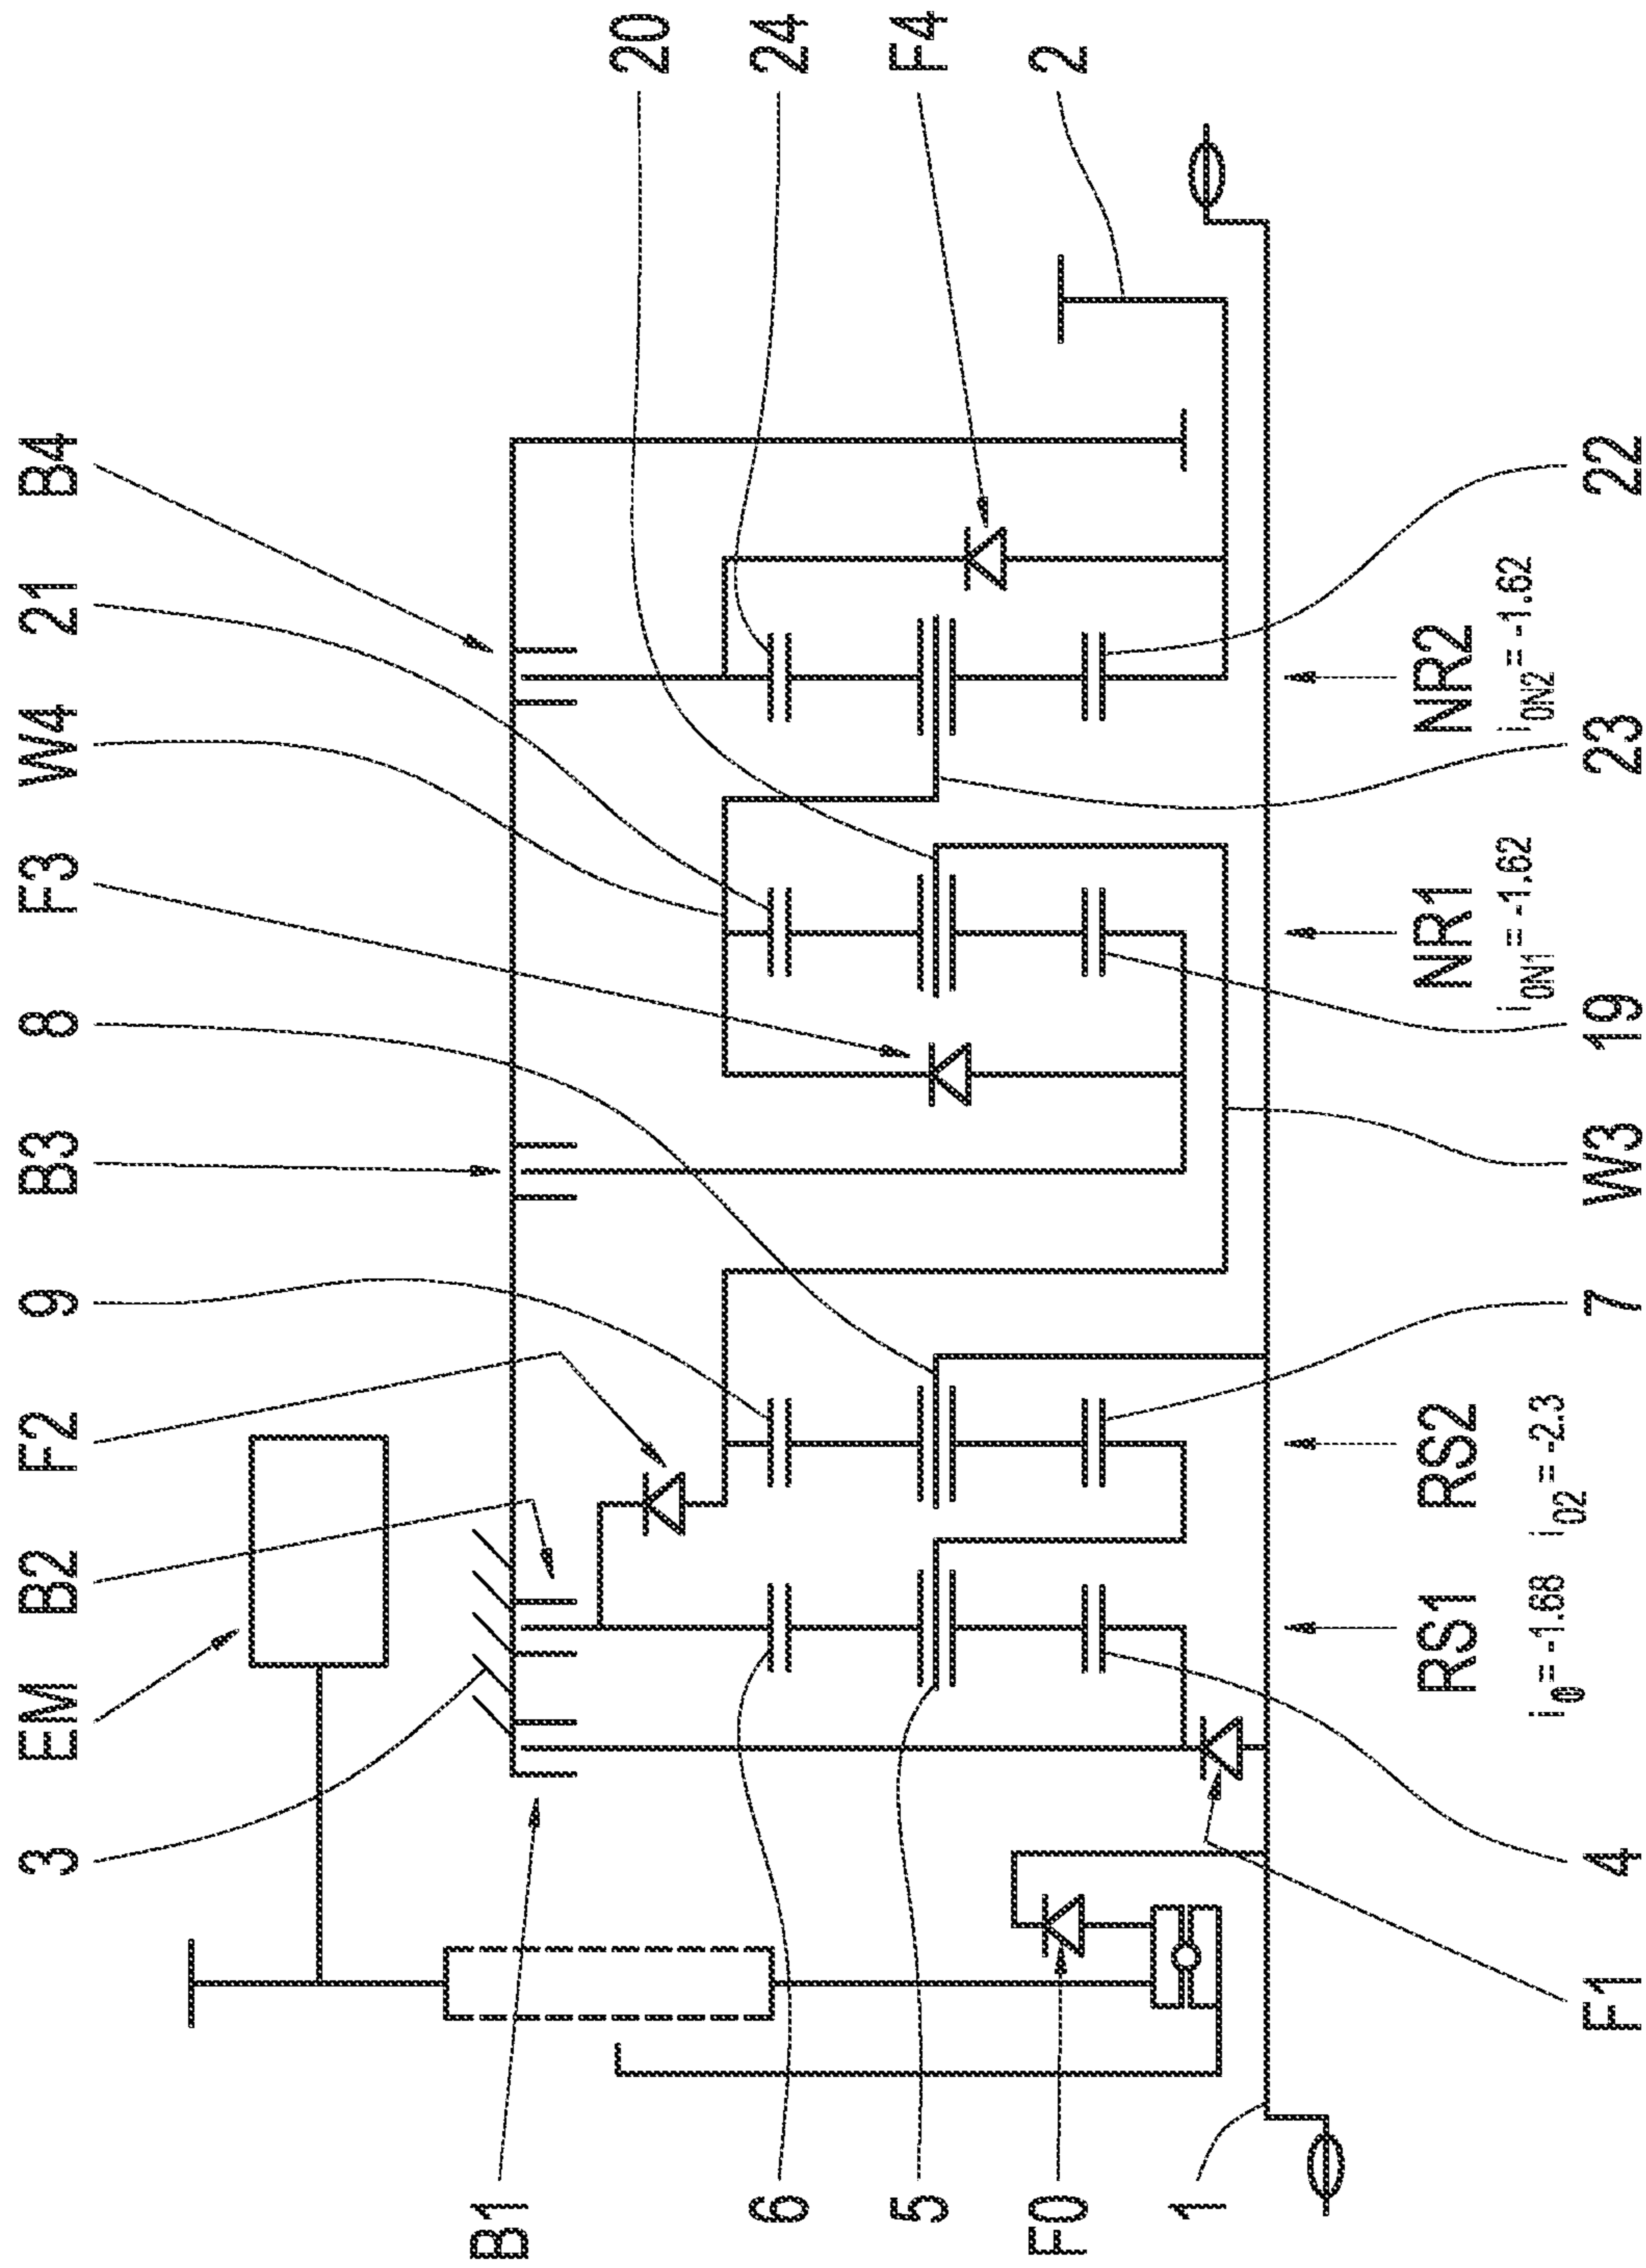 3
EM
B2
F2
9
B3
8
F3
W4
21
B4
20
24
F4
2
B1
6
5
F0
1
F1
4
7
W3
19
23
22
RS1
i0=-1.68
RS2
i02=-2.3
NR1
i0N1=-1.62
NR2
i0N2=-1.62